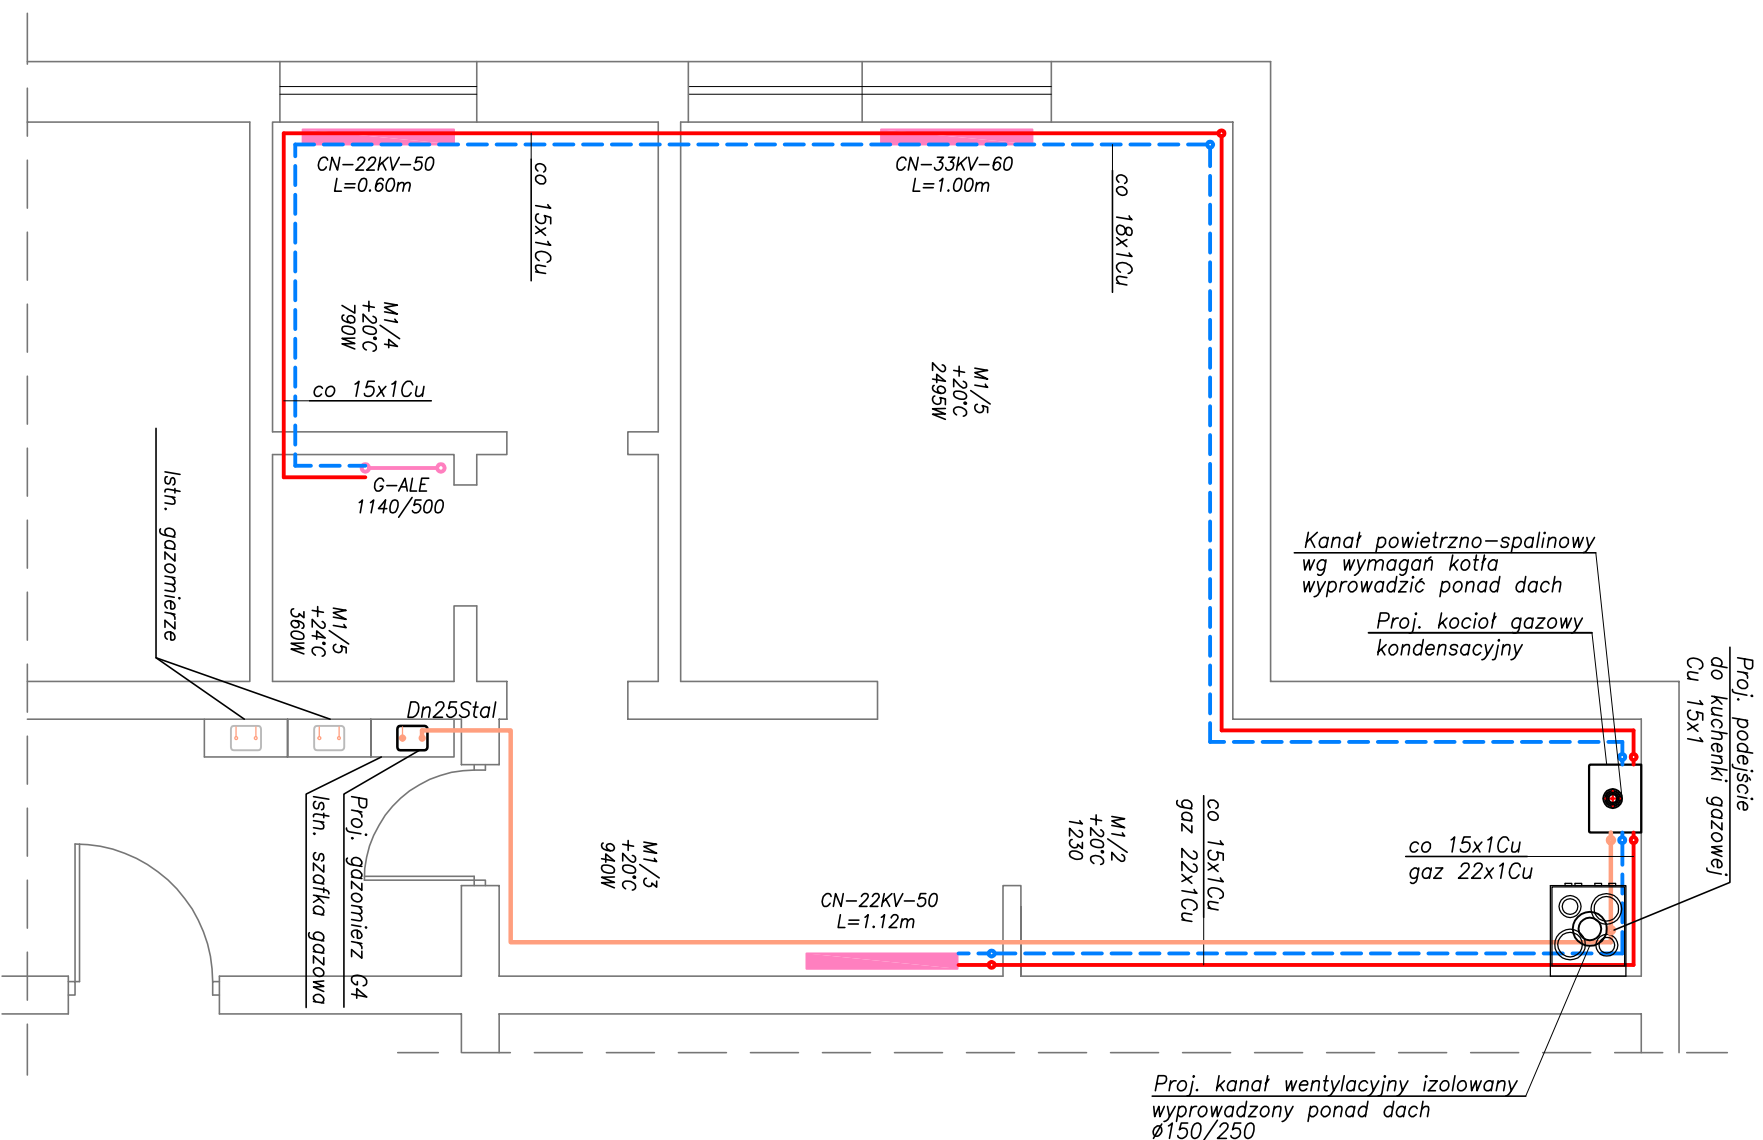 CN-22KV-50
L=0.60m
co 15x1Cu
CN-33KV-60
L=1.00m
co 18x1Cu
M1/4
+20°C
790W
co 15x1Cu
M1/5
+20°C
2495W
G-ALE
1140/500
Istn. gazomierze
M1/5
+24°C
360W
Dn25Stal
Kanał powietrzno-spalinowy
wg wymagań kotła
wyprowadzić ponad dach
Proj. kocioł gazowy
kondensacyjny
Proj. podejście
do kuchenki gazowej
Cu 15x1
Proj. gazomierz G4
Istn. szafka gazowa
M1/3
+20°C
940W
M1/2
+20°C
1230
co 15x1Cu
gaz 22x1Cu
co 15x1Cu
gaz 22x1Cu
CN-22KV-50
L=1.12m
Proj. kanał wentylacyjny izolowany
wyprowadzony ponad dach
ø150/250